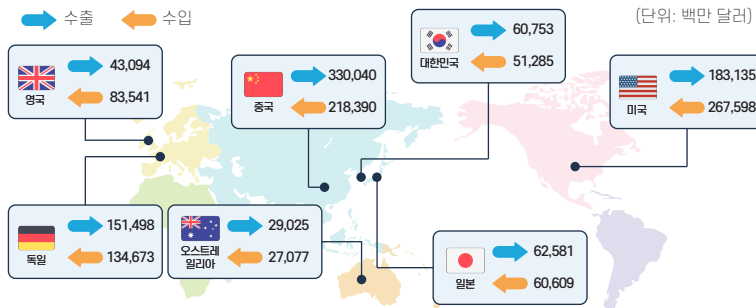 수출 수입
(단위: 백만 달러)
영국
43,094
83,541
중국
330,040
218,390
대한민국
60,753
51,285
미국
183,135
267,598
독일
151,498
134,673
오스트레
일리아
29,025
27,077
일본
62,581
60,609